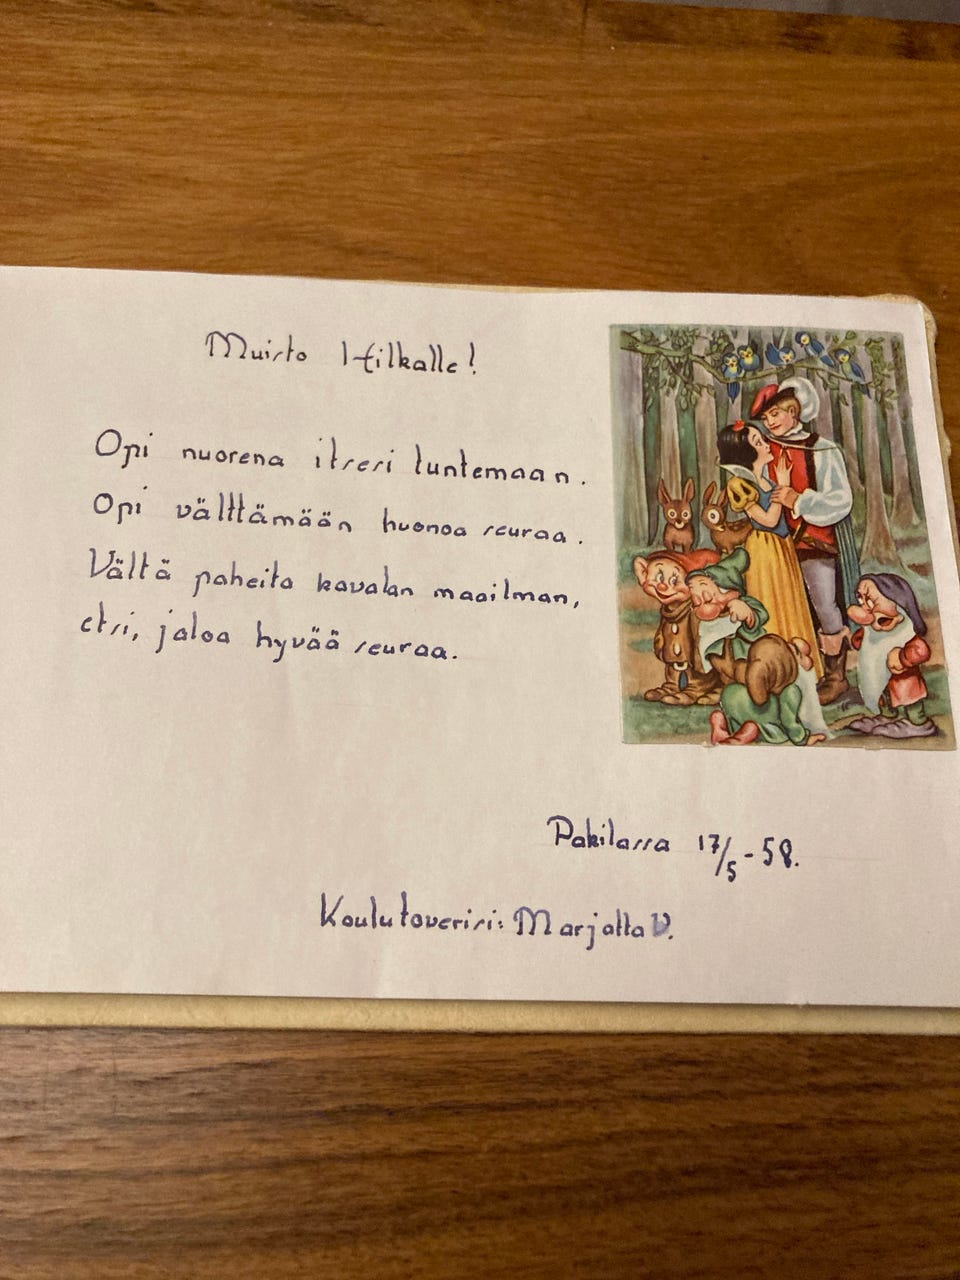 Muisto Hilkalle!
Opi nuorena itsesi tuntemaan.
Opi välttämään huonoa seuraa.
Vältä paheita kavalan maailman,
etsi, jaloa hyvää seuraa.
Pakilassa 17/5 - 58.
Koulutoverisi: Marjatta V.